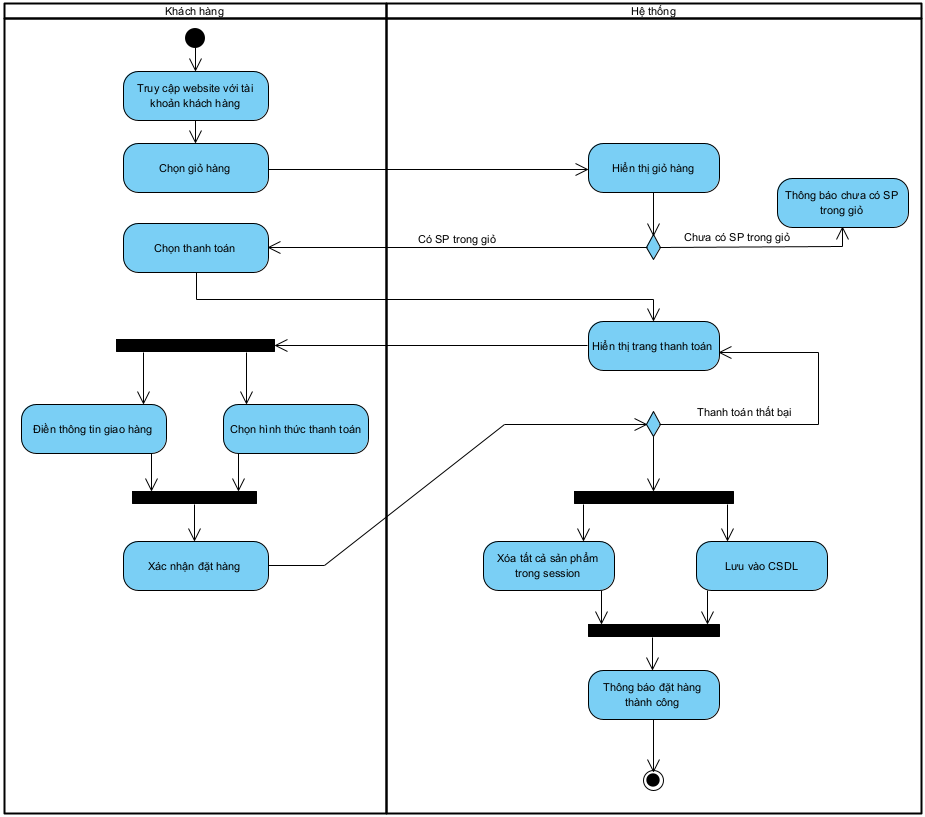 Khách hàng
Hệ thống
Truy cập website với tài
khoản khách hàng
Chọn giỏ hàng
Hiển thị giỏ hàng
Thông báo chưa có SP
trong giỏ
Chọn thanh toán
Có SP trong giỏ
Chưa có SP trong giỏ
Hiển thị trang thanh toán
Điền thông tin giao hàng
Chọn hình thức thanh toán
Thanh toán thất bại
Xác nhận đặt hàng
Xóa tất cả sản phẩm
trong session
Lưu vào CSDL
Thông báo đặt hàng
thành công